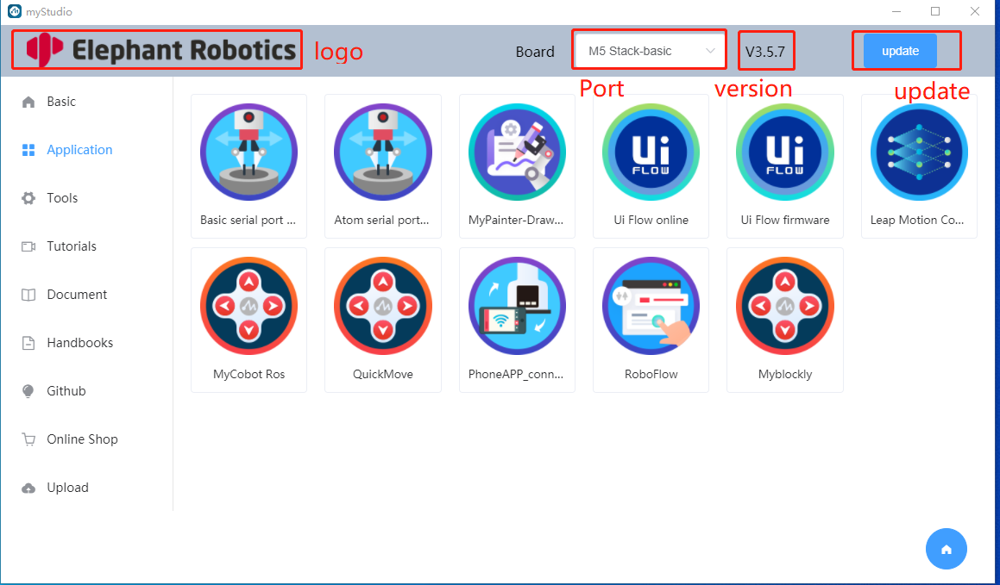 myStudio
Elephant Robotics
logo
Board
M5 Stack-basic
V3.5.7
update
Port
version
update
Basic
Application
Tools
Tutorials
Document
Handbooks
Github
Online Shop
Upload
Ui
FLOW
Ui
FLOW
Basic serial port ...
Atom serial port...
MyPainter-Draw...
Ui Flow online
Ui Flow firmware
Leap Motion Co...
MyCobot Ros
QuickMove
PhoneAPP_conn...
RoboFlow
Myblockly